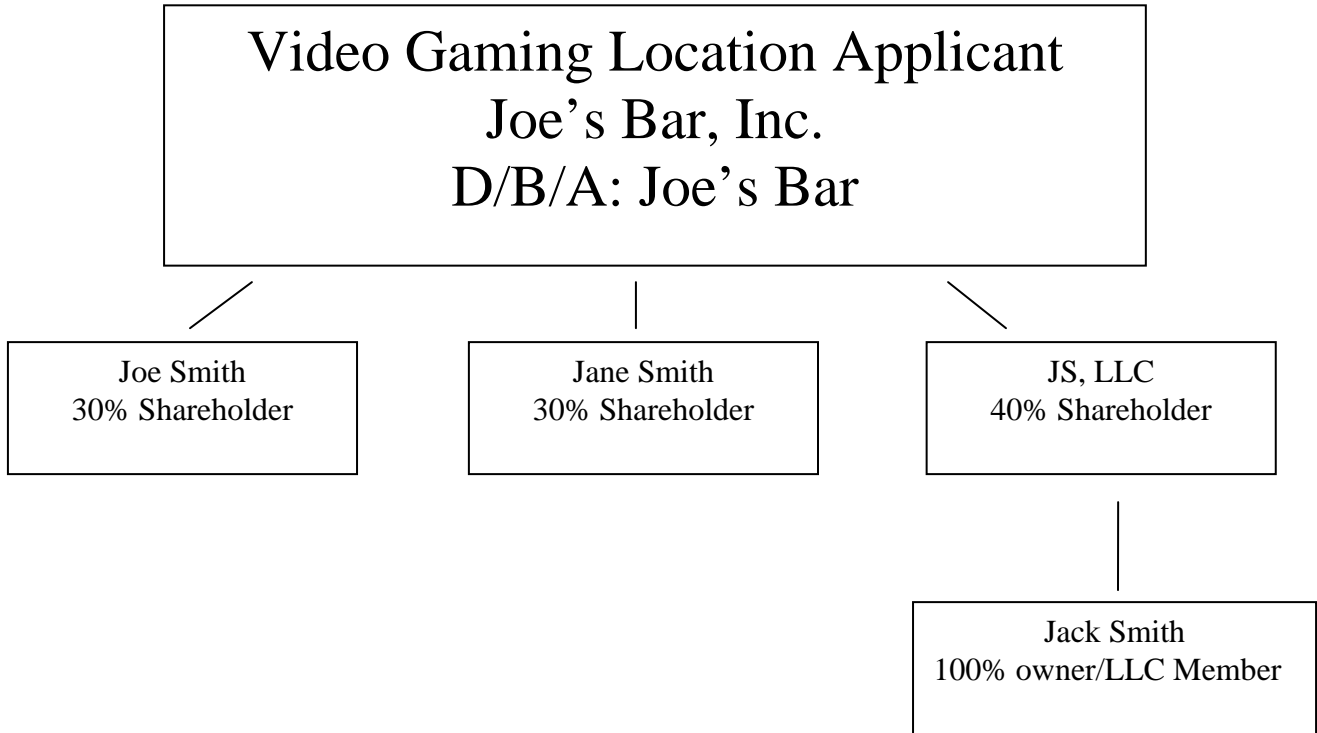 Video Gaming Location Applicant
Joe’s Bar, Inc.
D/B/A: Joe’s Bar
Joe Smith
30% Shareholder
Jane Smith
30% Shareholder
JS, LLC
40% Shareholder
Jack Smith
100% owner/LLC Member